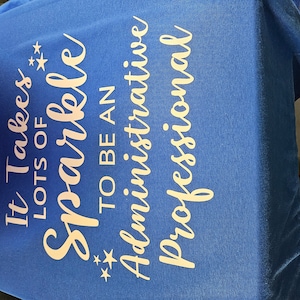 It Takes
LOTS OF
Sparkle
TO BE AN
Administrative
Professional